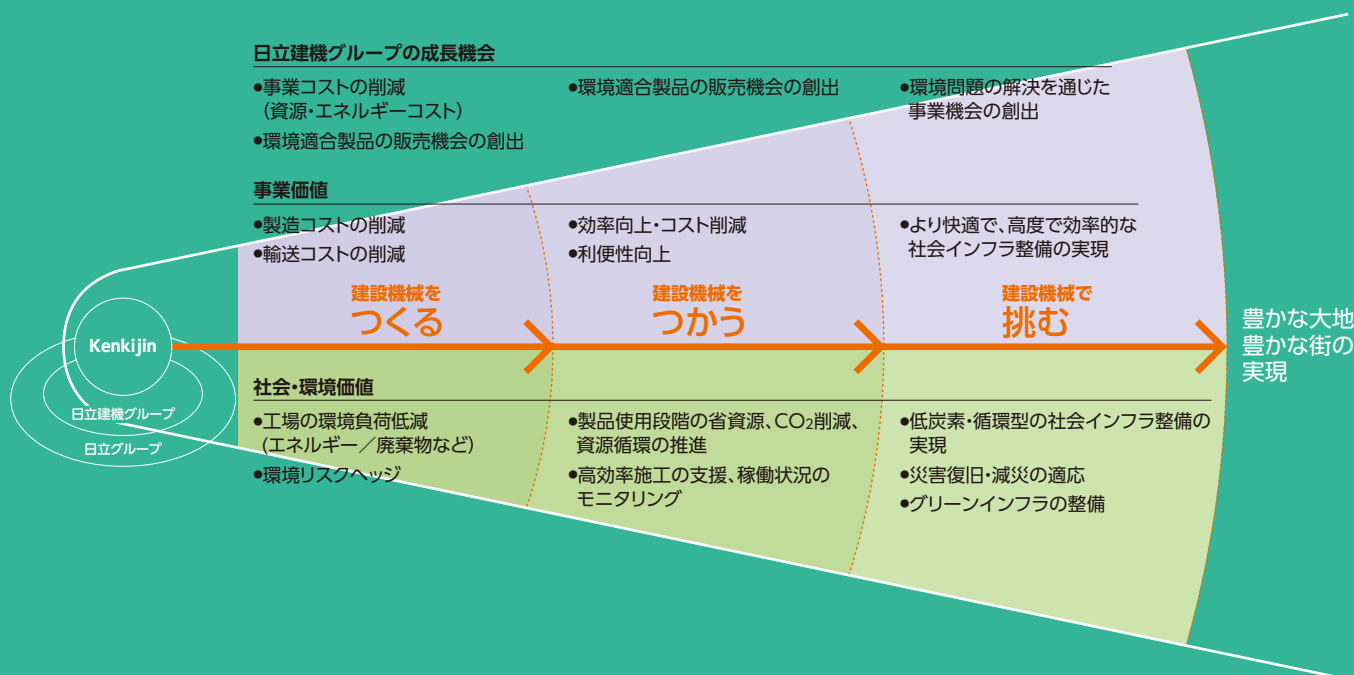 日立建機グループの成長機会
●事業コストの削減
（資源・エネルギーコスト）
●環境適合製品の販売機会の創出
●環境適合製品の販売機会の創出
●環境問題の解決を通じた
事業機会の創出
事業価値
●製造コストの削減
●輸送コストの削減
●効率向上・コスト削減
●利便性向上
●より快適で、高度で効率的な
社会インフラ整備の実現
建設機械を
つくる
建設機械を
つかう
建設機械で
挑む
Kenkijin
日立建機グループ
日立グループ
豊かな大地
豊かな街の
実現
社会・環境価値
●工場の環境負荷低減
（エネルギー／廃棄物など）
●環境リスクヘッジ
●製品使用段階の省資源、CO2削減、
資源循環の推進
●高効率施工の支援、稼働状況の
モニタリング
●低炭素・循環型の社会インフラ整備の
実現
●災害復旧・減災の適応
●グリーンインフラの整備